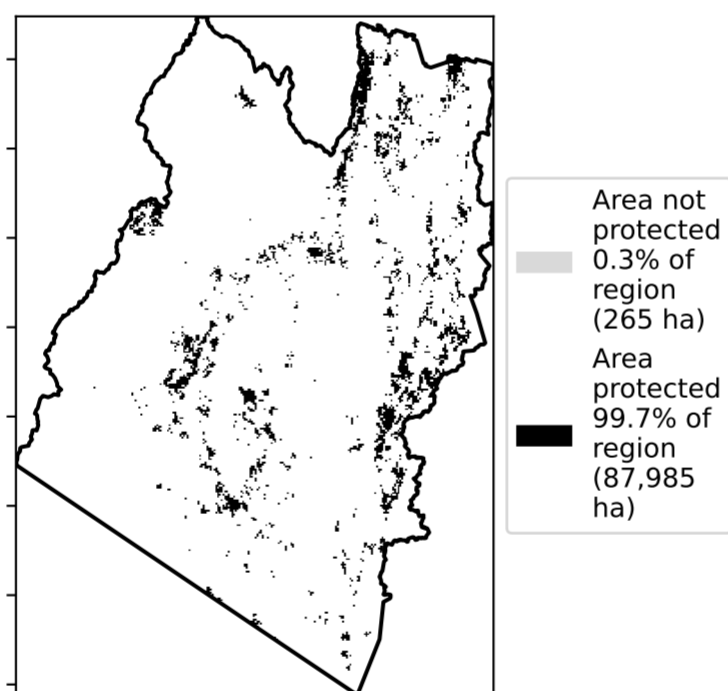 Area not
protected
0.3% of
region
(265 ha)
Area
protected
99.7% of
region
(87,985
ha)